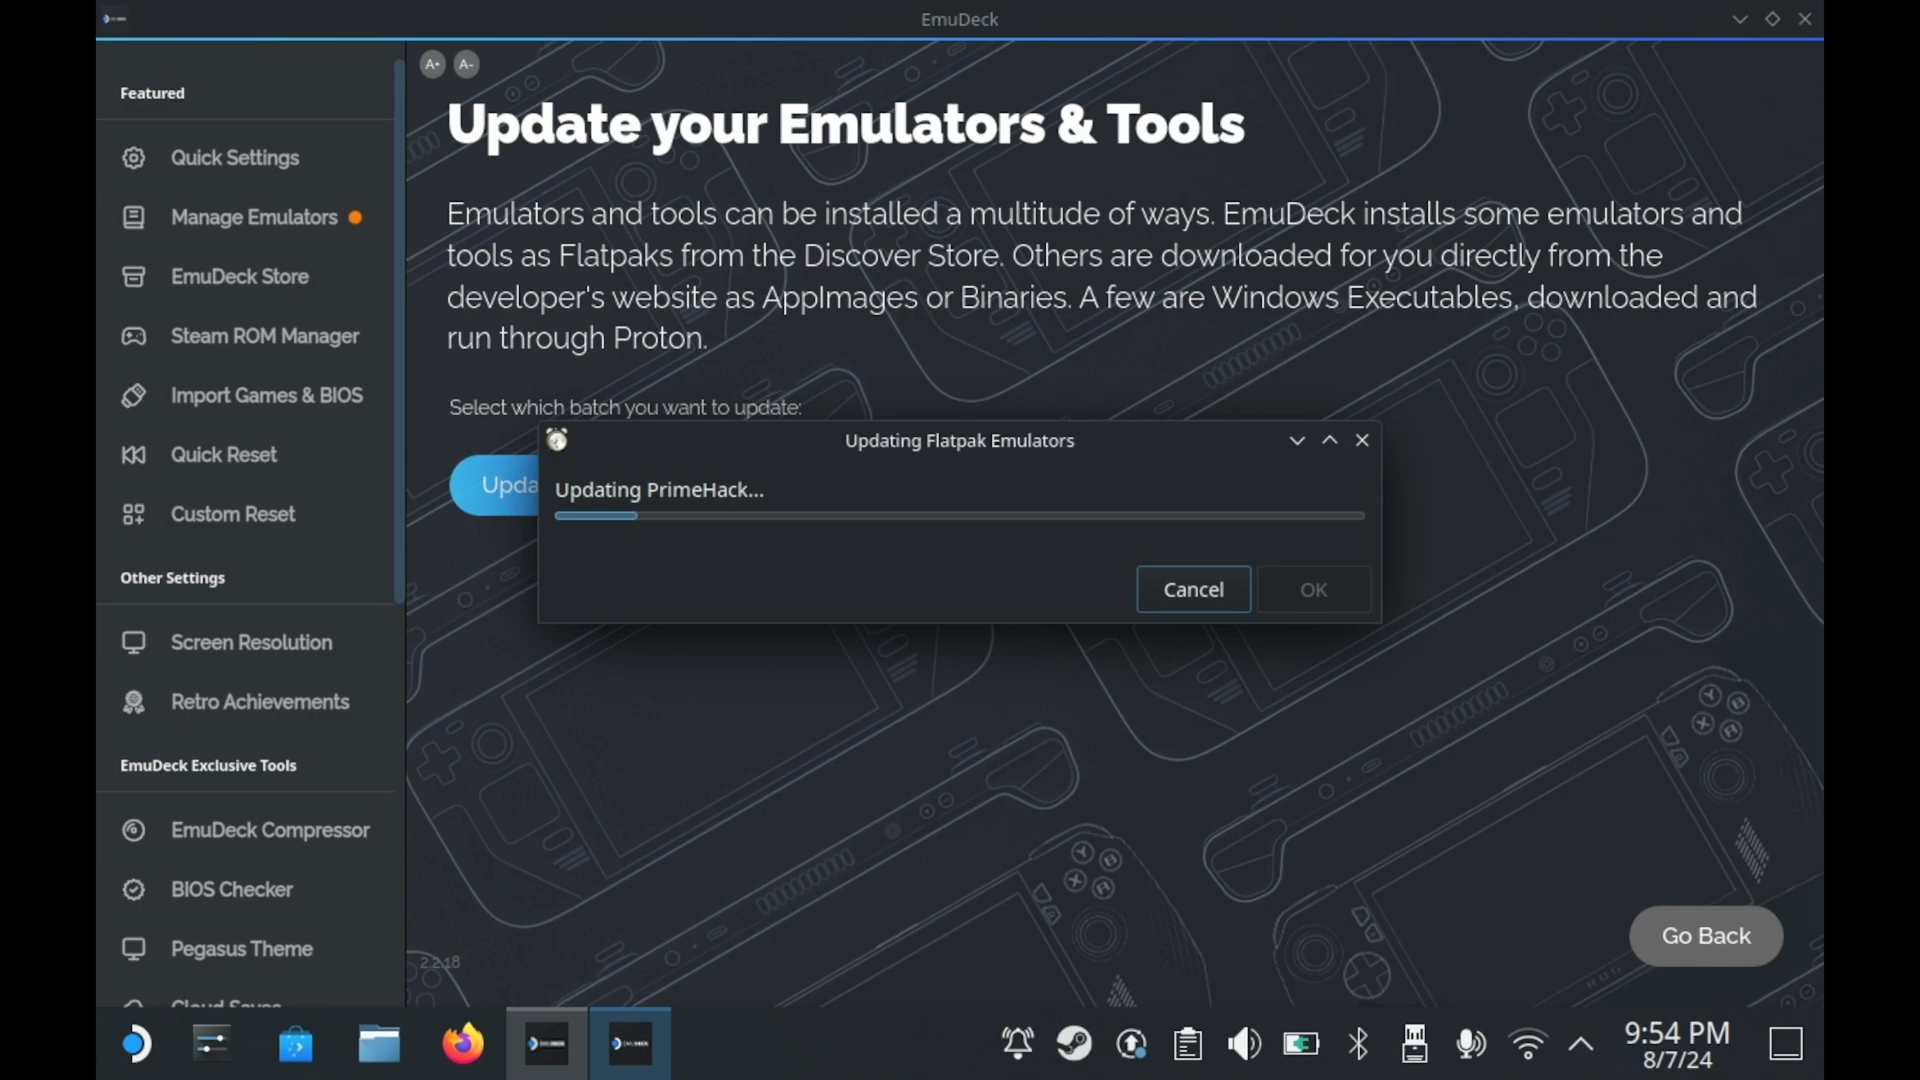 EmuDeck
A+
A-
Featured
Quick Settings
Manage Emulators
EmuDeck Store
Steam ROM Manager
Import Games & BIOS
Quick Reset
Custom Reset
Other Settings
Screen Resolution
Retro Achievements
EmuDeck Exclusive Tools
EmuDeck Compressor
BIOS Checker
Pegasus Theme
Cloud Saves
Update your Emulators & Tools
Emulators and tools can be installed a multitude of ways. EmuDeck installs some emulators and
tools as Flatpaks from the Discover Store. Others are downloaded for you directly from the
developer's website as AppImages or Binaries. A few are Windows Executables, downloaded and
run through Proton.
Select which batch you want to update:
Upda
Updating Flatpak Emulators
Updating PrimeHack...
Cancel
OK
2.2.18
Go Back
9:54 PM
8/7/24